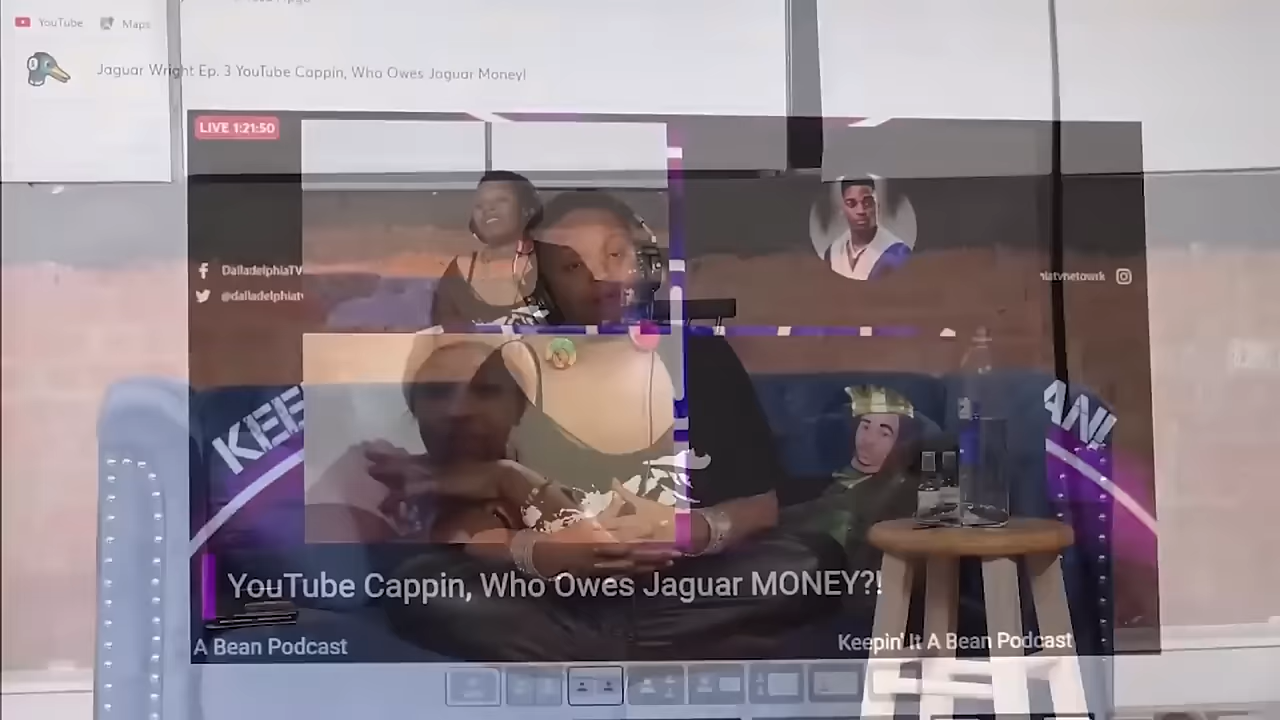 YouTube
Maps
Jaguar Wright Ep. 3 YouTube Cappin, Who Owes Jaguar Money!
LIVE 1:21:50
DalladelphiaTV
@dalladelphiatv
KEE
AN!
YouTube Cappin, Who Owes Jaguar MONEY?!
A Bean Podcast
Keepin' It A Bean Podcast